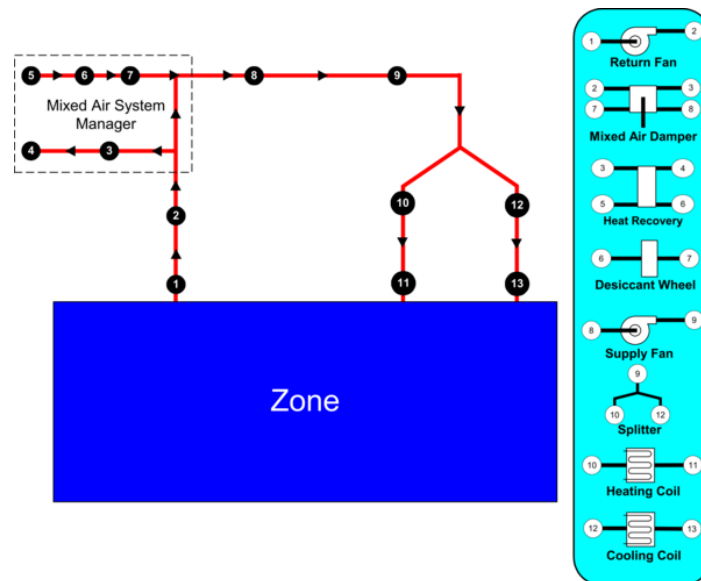 5 6 7 8 9
Mixed Air System
Manager
4 3
2
10 12
1 11 13
Zone
1 2
Return Fan
2 3
7 8
Mixed Air Damper
3 4
5 6
Heat Recovery
6 7
Desiccant Wheel
8 9
Supply Fan
9
10 12
Splitter
10 11
Heating Coil
12 13
Cooling Coil